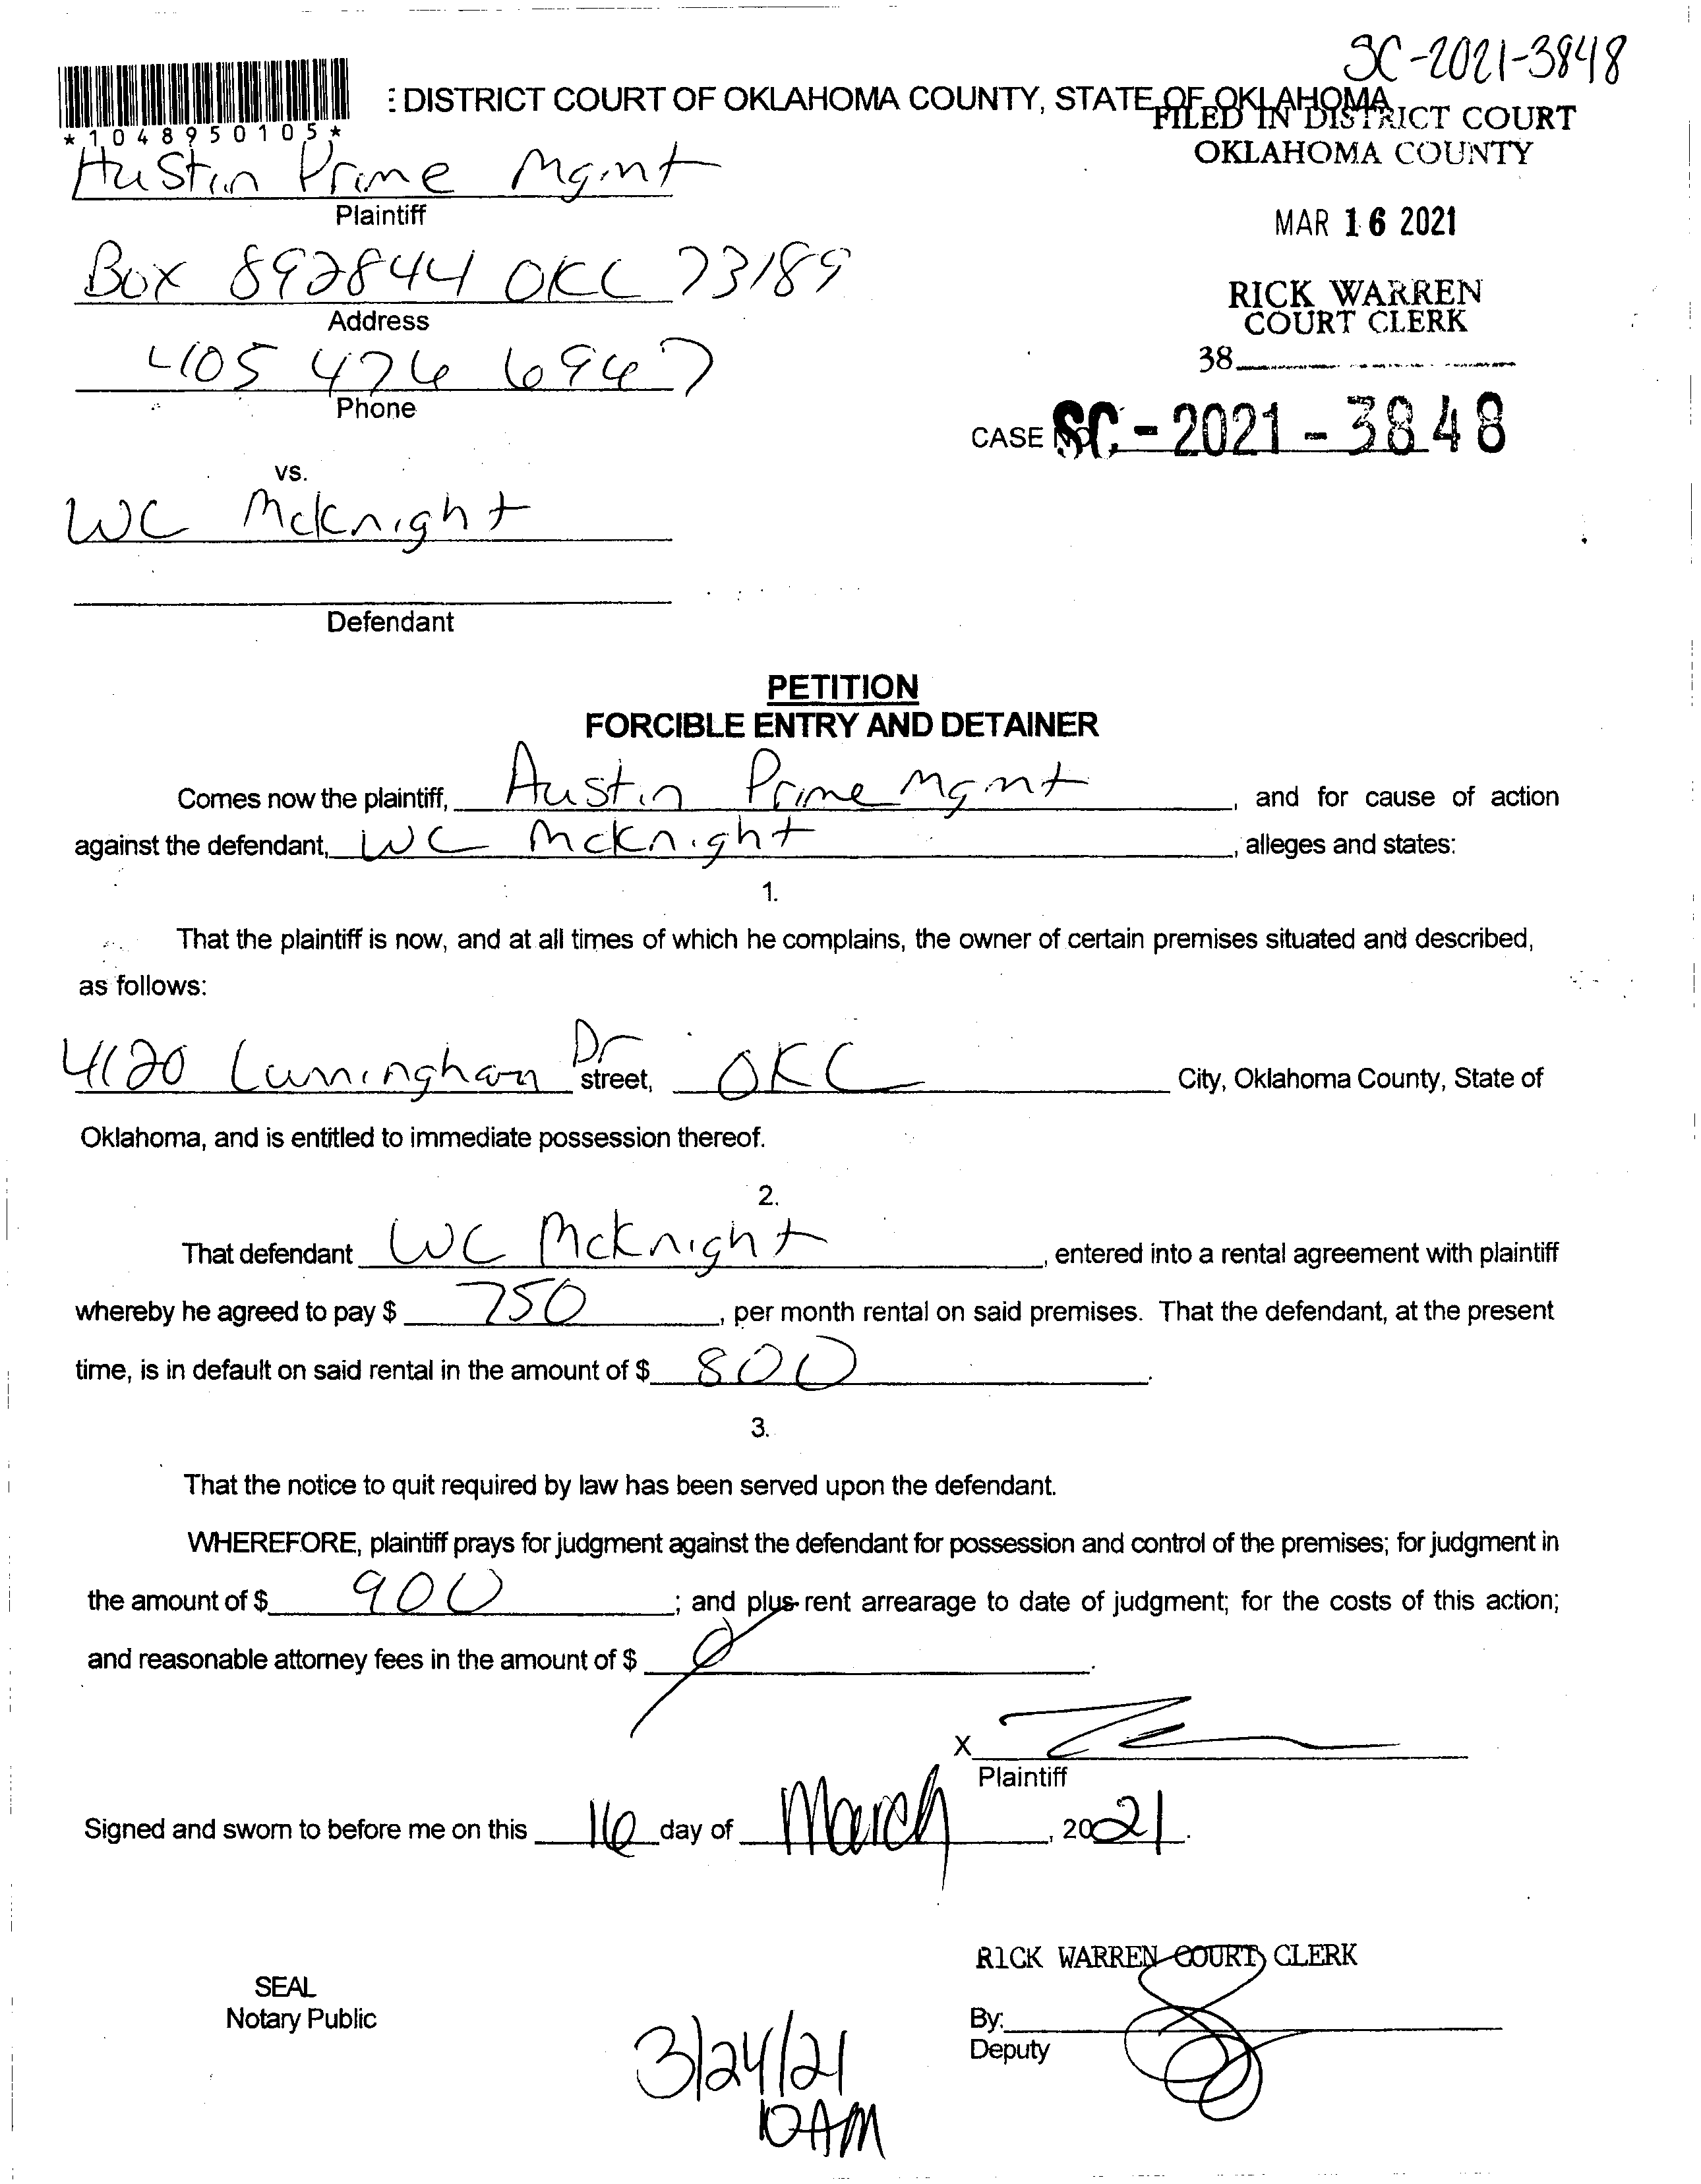 SC-2021-3848
: DISTRICT COURT OF OKLAHOMA COUNTY, STATE OF OKLAHOMA
*1048950105*
FILED IN DISTRICT COURT
OKLAHOMA COUNTY
Austin Prime Mgmt
Plaintiff
MAR 16 2021
Box 892844 OKC 73189
Address
RICK WARREN
COURT CLERK
405 476 6967
Phone
38
CASE NO. SC-2021-3848
vs.
WC McKnight
Defendant
PETITION
FORCIBLE ENTRY AND DETAINER
Comes now the plaintiff, Austin Prime Mgmt, and for cause of action
against the defendant, WC McKnight, alleges and states:
1.
That the plaintiff is now, and at all times of which he complains, the owner of certain premises situated and described,
as follows:
4120 Cunningham Dr street, OKC City, Oklahoma County, State of
Oklahoma, and is entitled to immediate possession thereof.
2.
That defendant WC McKnight, entered into a rental agreement with plaintiff
whereby he agreed to pay $ 750, per month rental on said premises. That the defendant, at the present
time, is in default on said rental in the amount of $ 800.
3.
That the notice to quit required by law has been served upon the defendant.
WHEREFORE, plaintiff prays for judgment against the defendant for possession and control of the premises; for judgment in
the amount of $ 900; and plus rent arrearage to date of judgment; for the costs of this action;
and reasonable attorney fees in the amount of $ 0.
X
Plaintiff
Signed and sworn to before me on this 16 day of March, 2021.
RICK WARREN COURT CLERK
SEAL
Notary Public
By:
Deputy
3/24/21
10AM